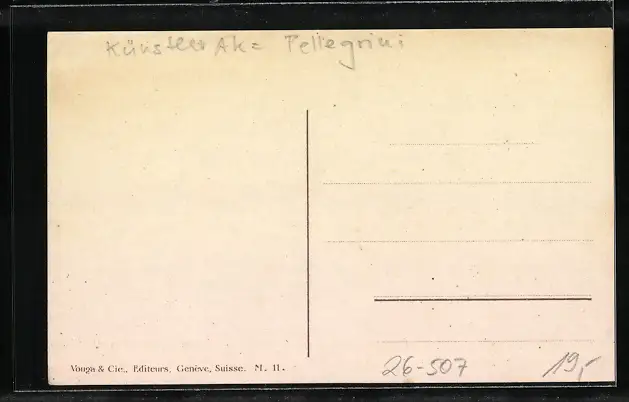 Künstler AK= Pellegrini
Vouga & Cie., Editeurs, Genève, Suisse. M. 11.
26-507
19,-